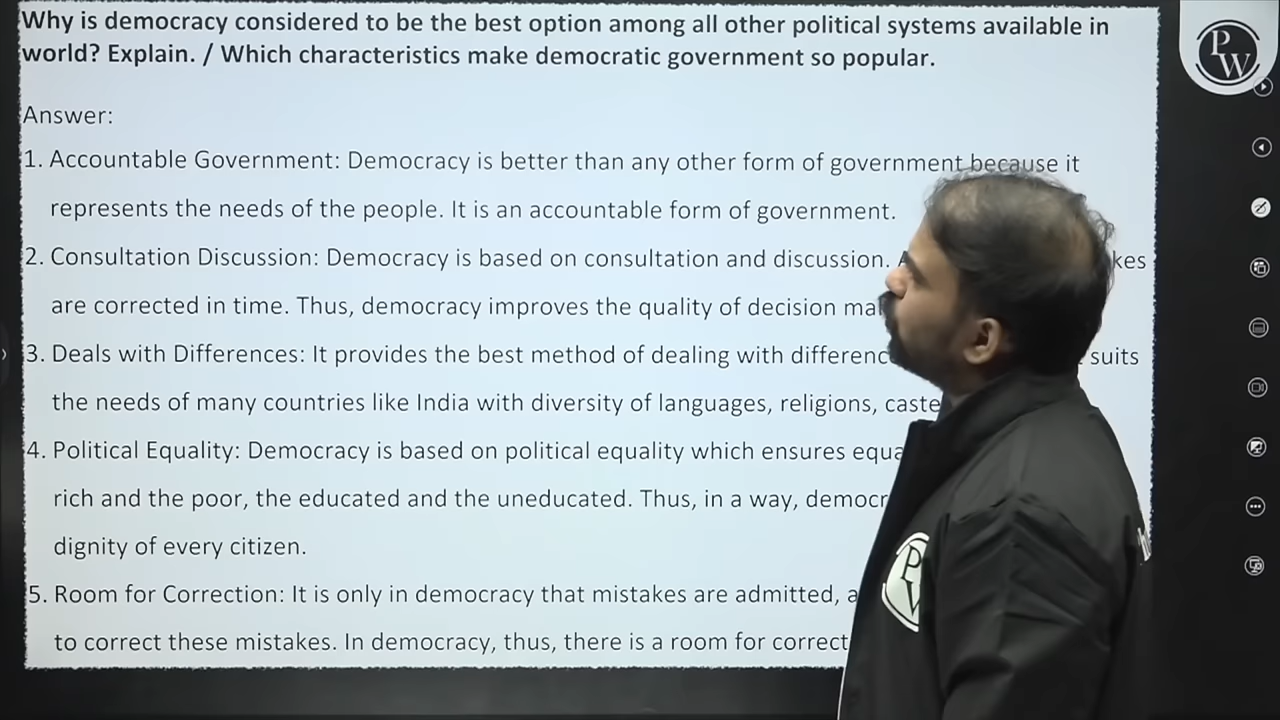 Why is democracy considered to be the best option among all other political systems available in
world? Explain. / Which characteristics make democratic government so popular.
PW
Answer:
1. Accountable Government: Democracy is better than any other form of government because it
represents the needs of the people. It is an accountable form of government.
2. Consultation Discussion: Democracy is based on consultation and discussion.
are corrected in time. Thus, democracy improves the quality of decision
3. Deals with Differences: It provides the best method of dealing with suits
the needs of many countries like India with diversity of languages, religions,
4. Political Equality: Democracy is based on political equality which ensures
rich and the poor, the educated and the uneducated. Thus, in a way,
dignity of every citizen.
5. Room for Correction: It is only in democracy that mistakes are admitted,
to correct these mistakes. In democracy, thus, there is a room for